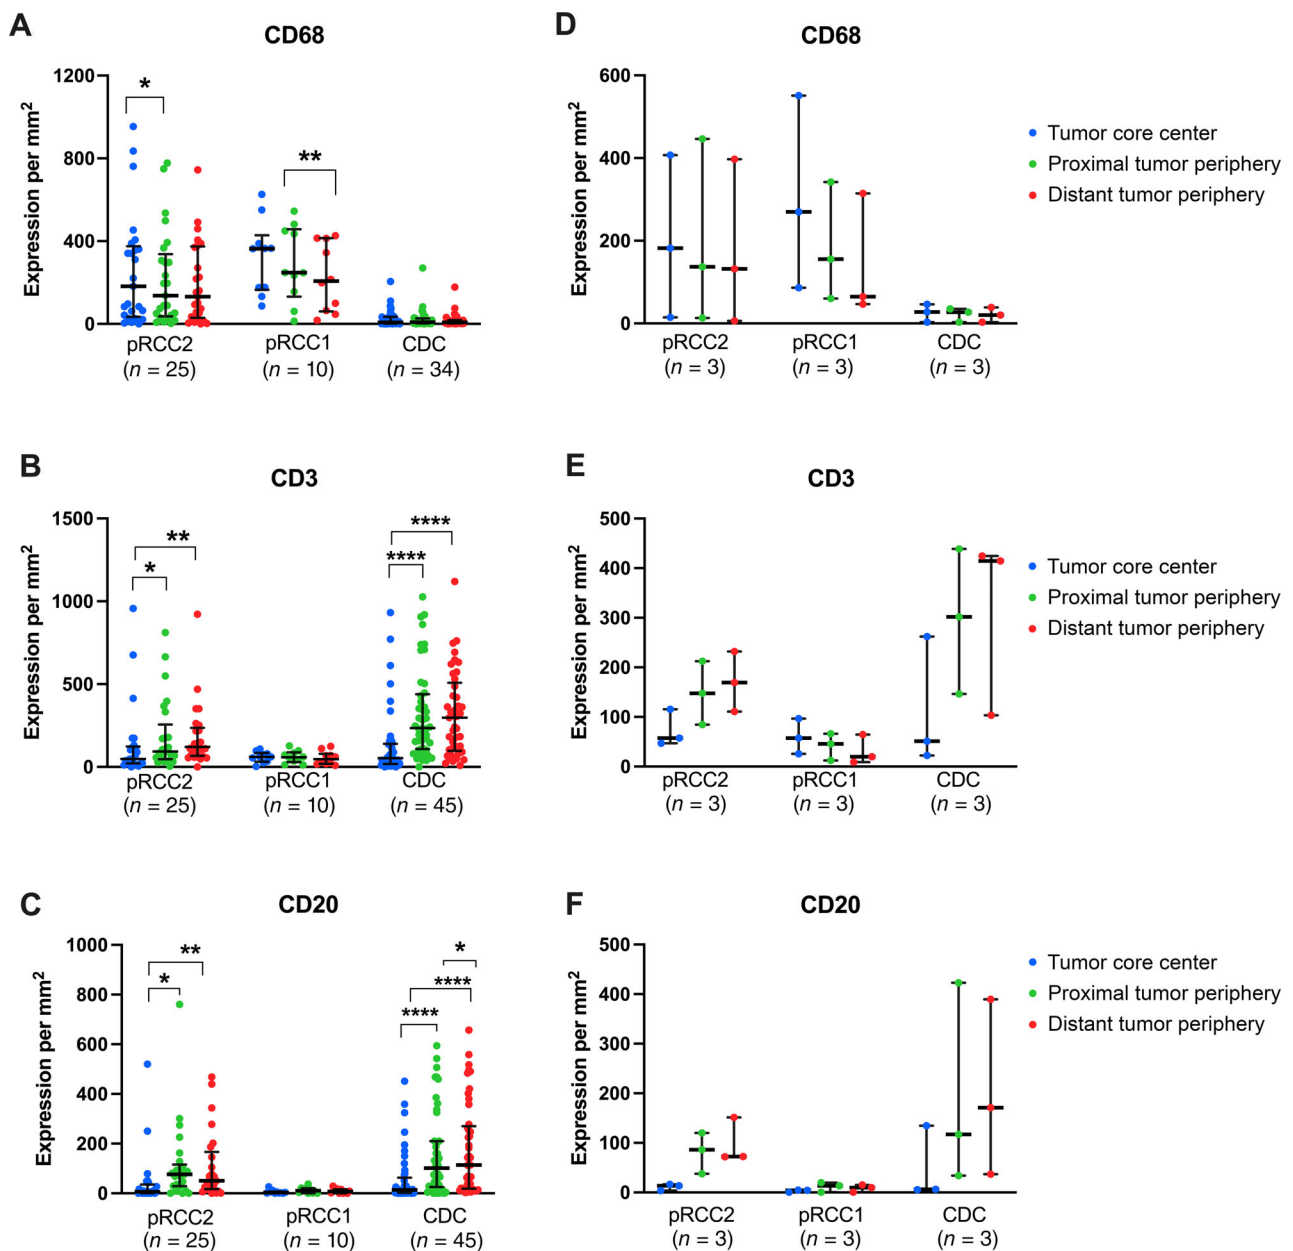 A
CD68
Expression per mm²
1200
800
400
0
*
**
pRCC2
(n = 25)
pRCC1
(n = 10)
CDC
(n = 34)
D
CD68
Expression per mm²
600
400
200
0
pRCC2
(n = 3)
pRCC1
(n = 3)
CDC
(n = 3)
Tumor core center
Proximal tumor periphery
Distant tumor periphery
B
CD3
Expression per mm²
1500
1000
500
0
**
*
****
****
pRCC2
(n = 25)
pRCC1
(n = 10)
CDC
(n = 45)
E
CD3
Expression per mm²
500
400
300
200
100
0
pRCC2
(n = 3)
pRCC1
(n = 3)
CDC
(n = 3)
Tumor core center
Proximal tumor periphery
Distant tumor periphery
C
CD20
Expression per mm²
1000
800
600
400
200
0
**
*
*
****
****
pRCC2
(n = 25)
pRCC1
(n = 10)
CDC
(n = 45)
F
CD20
Expression per mm²
500
400
300
200
100
0
pRCC2
(n = 3)
pRCC1
(n = 3)
CDC
(n = 3)
Tumor core center
Proximal tumor periphery
Distant tumor periphery